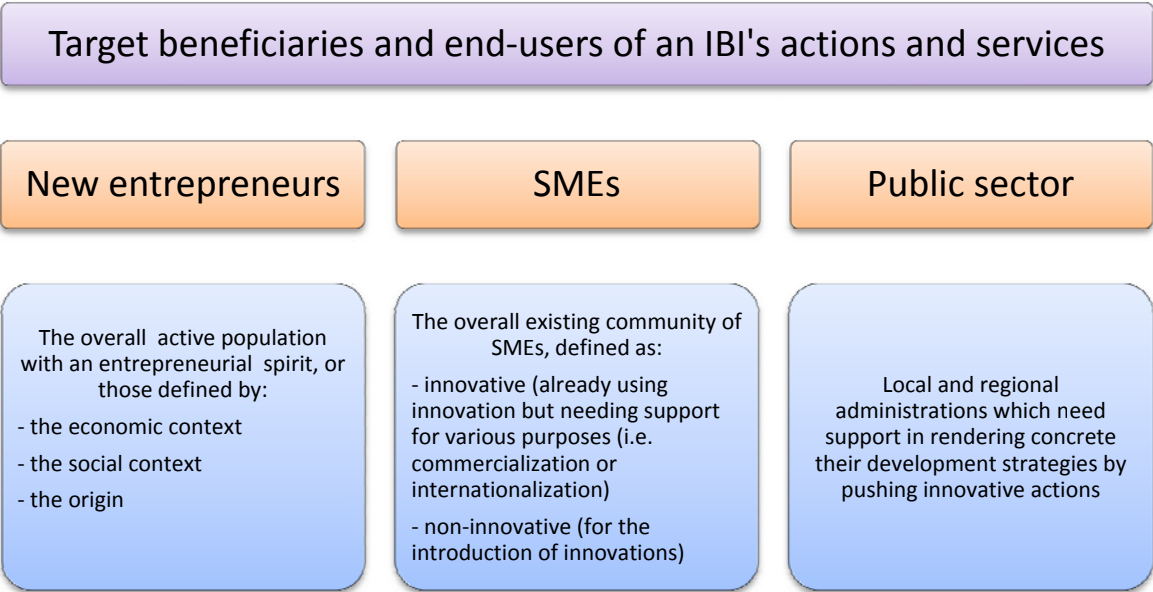 Target beneficiaries and end-users of an IBI's actions and services
New entrepreneurs
The overall active population
with an entrepreneurial spirit, or
those defined by:
- the economic context
- the social context
- the origin
SMEs
The overall existing community of
SMEs, defined as:
- innovative (already using
innovation but needing support
for various purposes (i.e.
commercialization or
internationalization)
- non-innovative (for the
introduction of innovations)
Public sector
Local and regional
administrations which need
support in rendering concrete
their development strategies by
pushing innovative actions